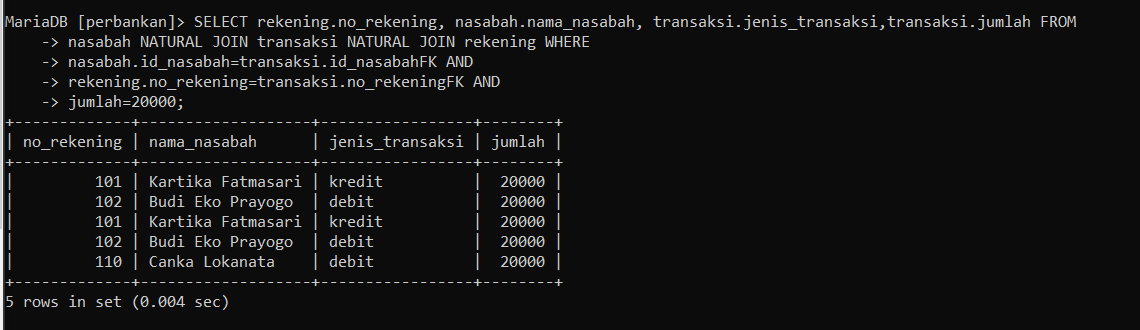 MariaDB [perbankan]> SELECT rekening.no_rekening, nasabah.nama_nasabah, transaksi.jenis_transaksi,transaksi.jumlah FROM
    -> nasabah NATURAL JOIN transaksi NATURAL JOIN rekening WHERE
    -> nasabah.id_nasabah=transaksi.id_nasabahFK AND
    -> rekening.no_rekening=transaksi.no_rekeningFK AND
    -> jumlah=20000;
+-------------+-------------------+-----------------+--------+
| no_rekening | nama_nasabah      | jenis_transaksi | jumlah |
+-------------+-------------------+-----------------+--------+
|         101 | Kartika Fatmasari | kredit          |  20000 |
|         102 | Budi Eko Prayogo  | debit           |  20000 |
|         101 | Kartika Fatmasari | kredit          |  20000 |
|         102 | Budi Eko Prayogo  | debit           |  20000 |
|         110 | Canka Lokanata    | debit           |  20000 |
+-------------+-------------------+-----------------+--------+
5 rows in set (0.004 sec)